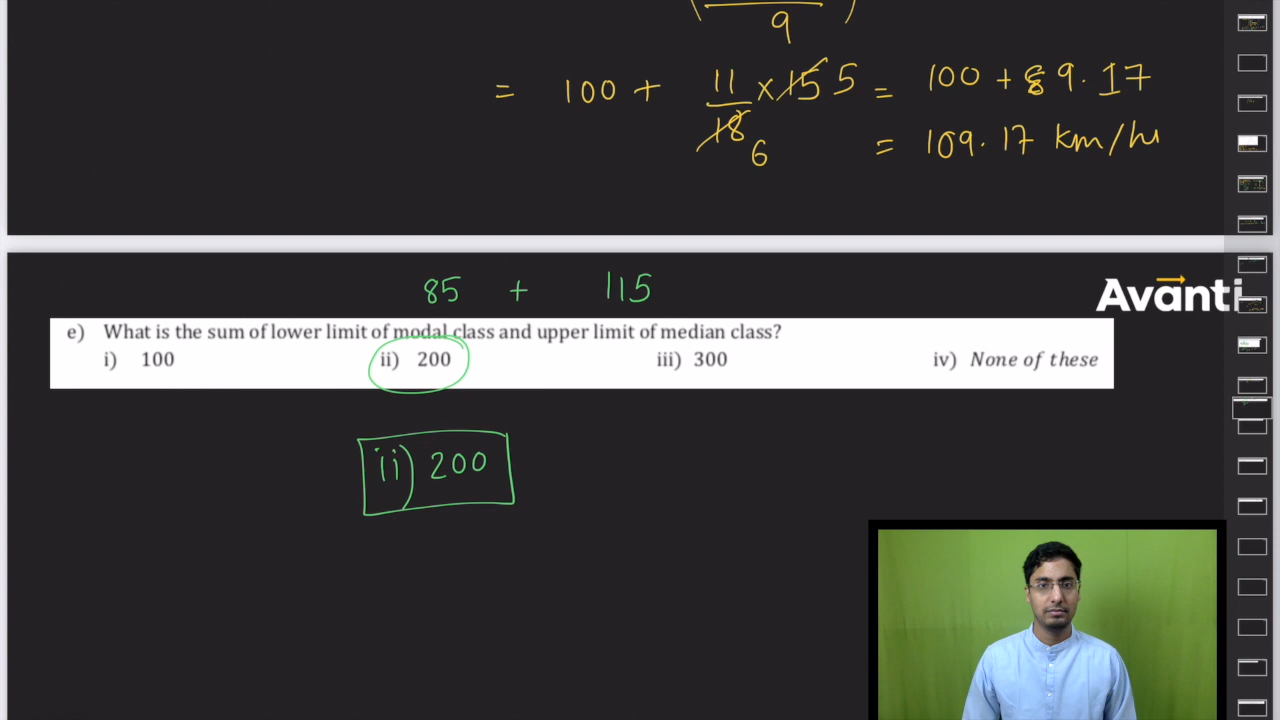 9
= 100 + 11/18 6 × 15 5 = 100 + 9.17
= 109.17 km/hr
85 + 115
Avanti
e) What is the sum of lower limit of modal class and upper limit of median class?
i) 100 ii) 200 iii) 300 iv) None of these
ii) 200